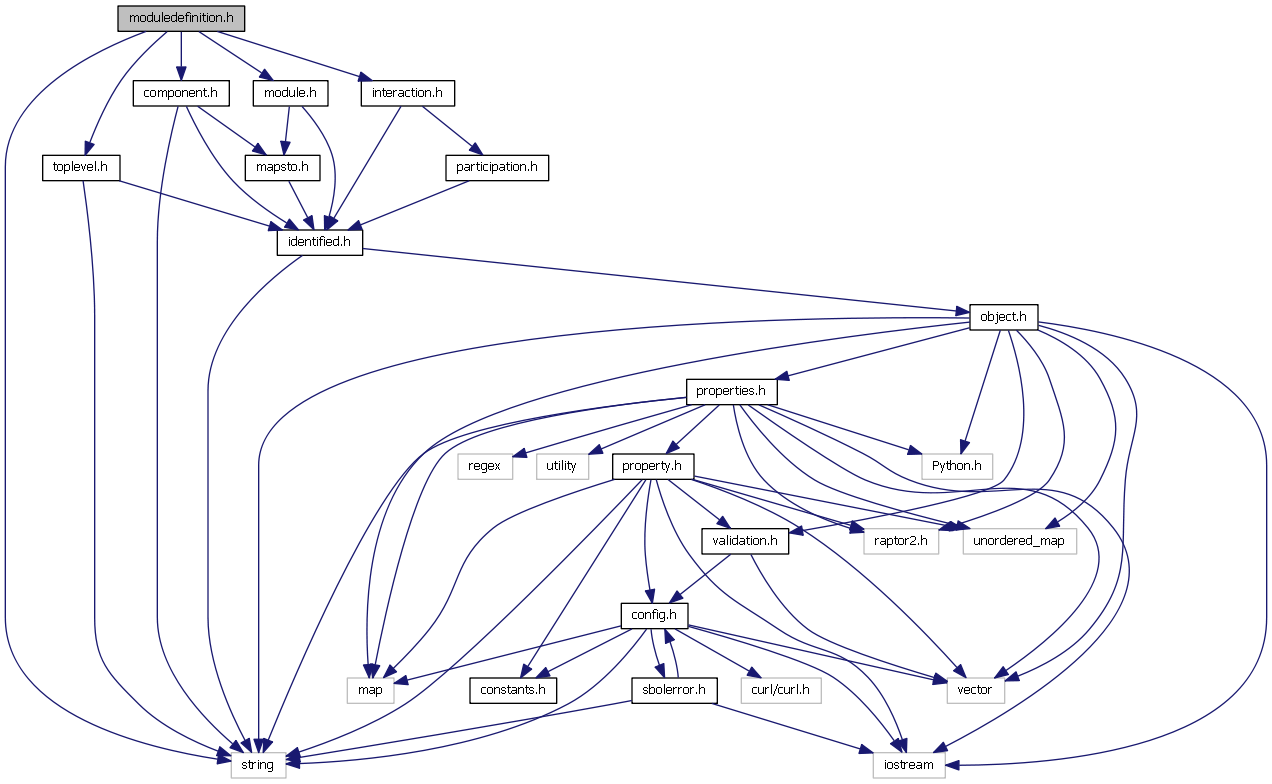 moduledefinition.h
component.h
module.h
interaction.h
toplevel.h
mapsto.h
participation.h
identified.h
object.h
properties.h
regex
utility
property.h
Python.h
validation.h
raptor2.h
unordered_map
config.h
map
constants.h
sbolerror.h
curl/curl.h
vector
string
iostream